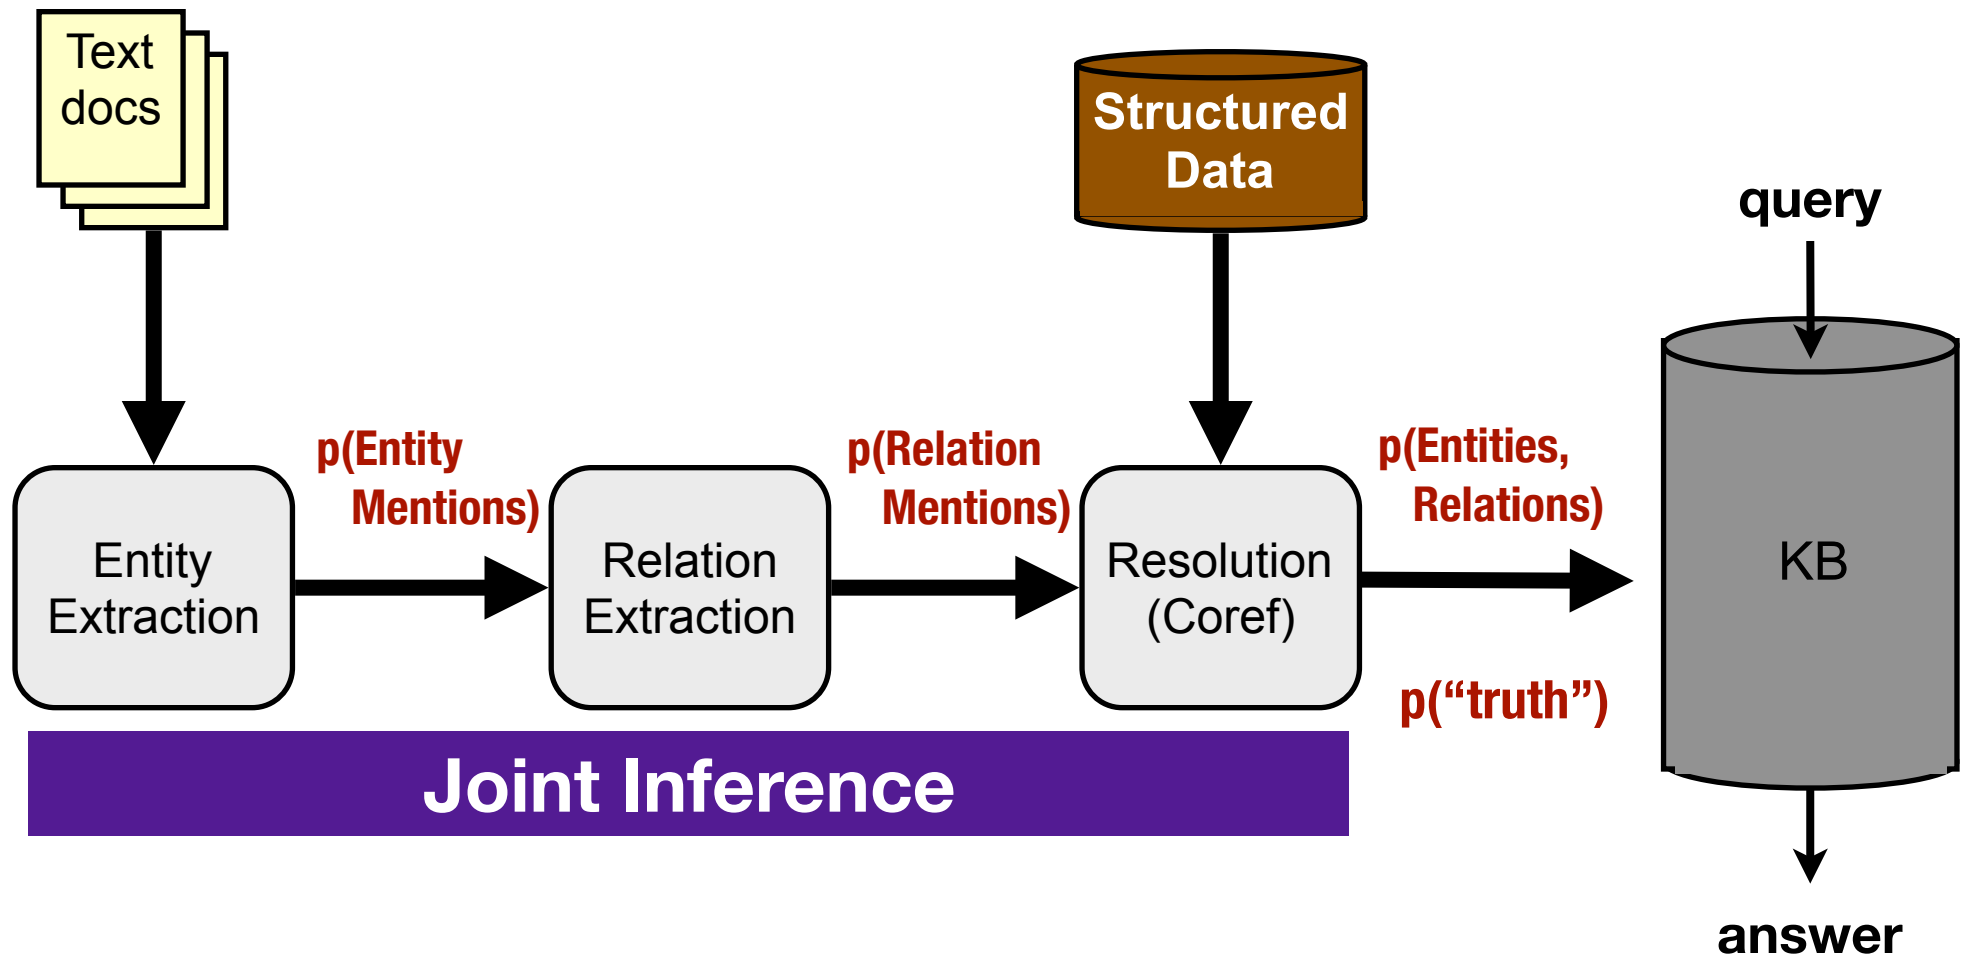 Text
docs
Structured
Data
query
p(Entity
Mentions)
p(Relation
Mentions)
p(Entities,
Relations)
Entity
Extraction
Relation
Extraction
Resolution
(Coref)
KB
p(“truth”)
Joint Inference
answer